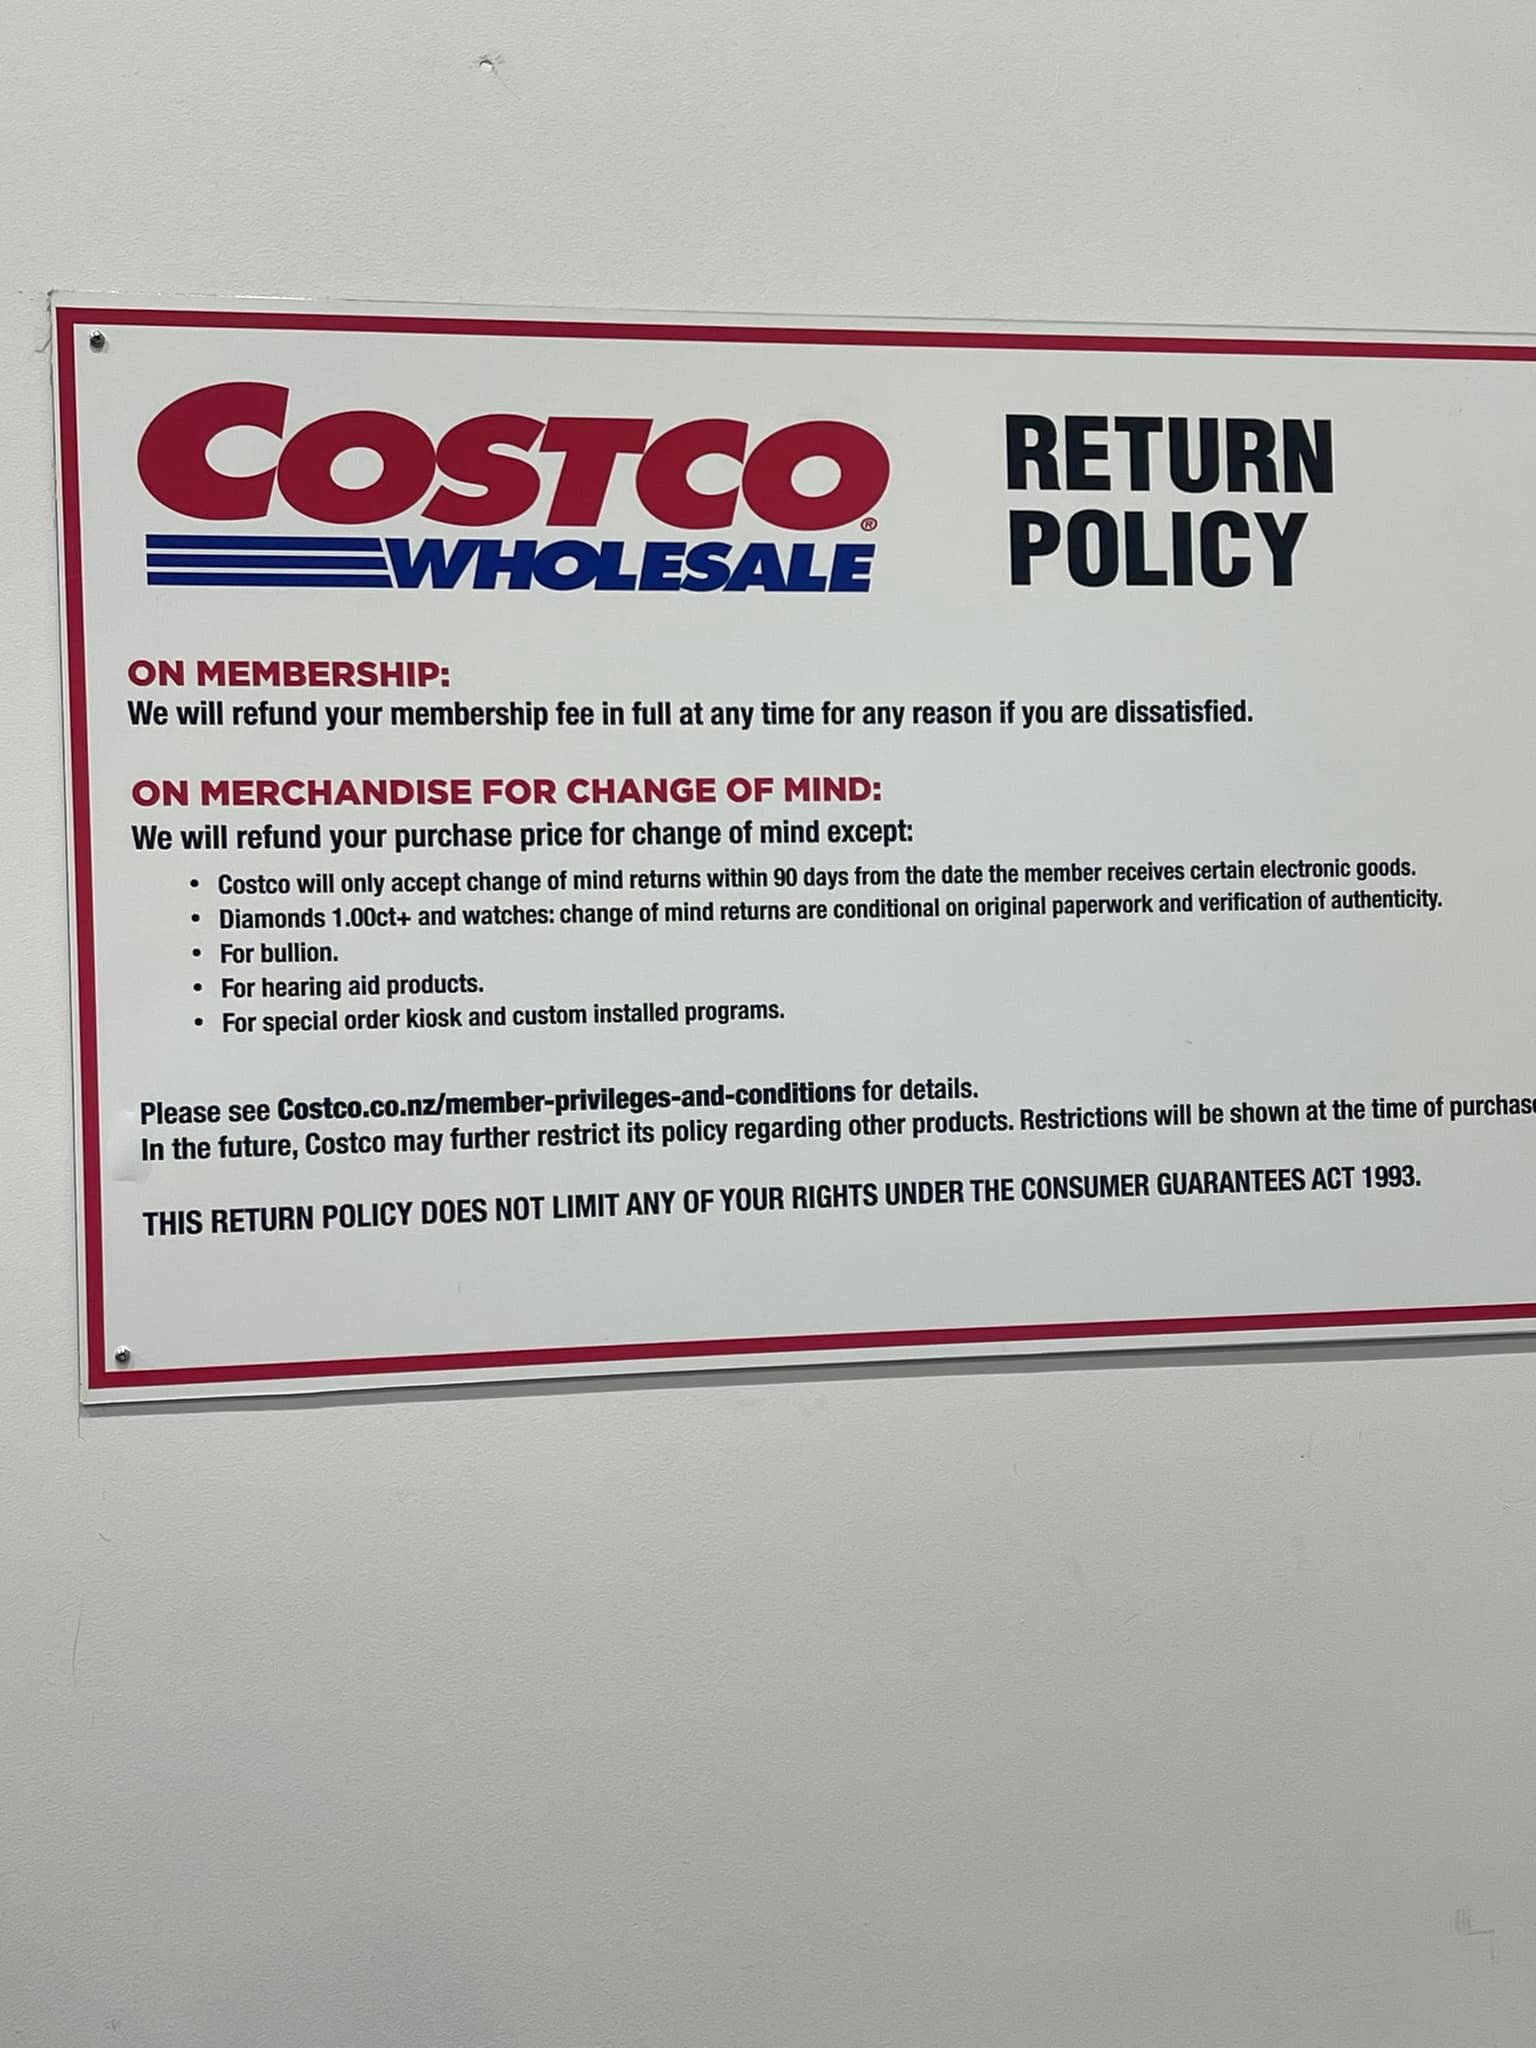 COSTCO®
WHOLESALE
RETURN
POLICY
ON MEMBERSHIP:
We will refund your membership fee in full at any time for any reason if you are dissatisfied.
ON MERCHANDISE FOR CHANGE OF MIND:
We will refund your purchase price for change of mind except:
• Costco will only accept change of mind returns within 90 days from the date the member receives certain electronic goods.
• Diamonds 1.00ct+ and watches: change of mind returns are conditional on original paperwork and verification of authenticity.
• For bullion.
• For hearing aid products.
• For special order kiosk and custom installed programs.
Please see Costco.co.nz/member-privileges-and-conditions for details.
In the future, Costco may further restrict its policy regarding other products. Restrictions will be shown at the time of purchase
THIS RETURN POLICY DOES NOT LIMIT ANY OF YOUR RIGHTS UNDER THE CONSUMER GUARANTEES ACT 1993.